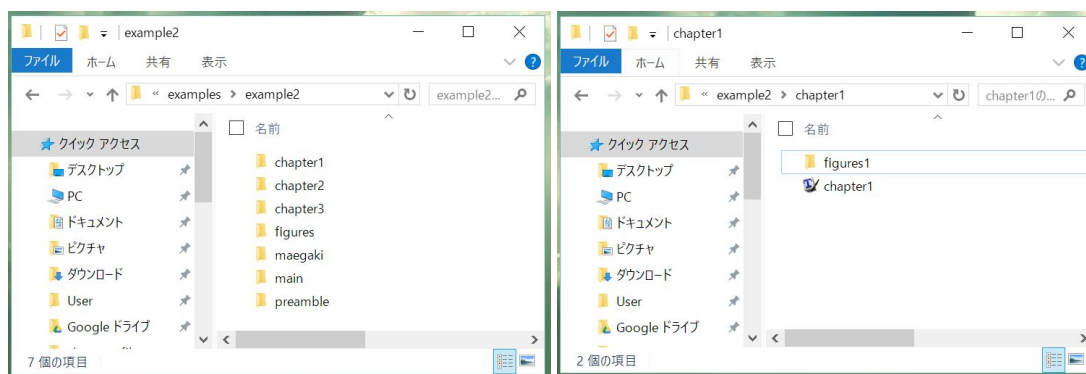 example2
ファイル ホーム 共有 表示
« examples > example2
example2...
名前
クイック アクセス
デスクトップ
PC
ドキュメント
ピクチャ
ダウンロード
User
Google ドライブ
chapter1
chapter2
chapter3
figures
maegaki
main
preamble
7 個の項目
chapter1
ファイル ホーム 共有 表示
« example2 > chapter1
chapter1の...
名前
クイック アクセス
デスクトップ
PC
ドキュメント
ピクチャ
ダウンロード
User
Google ドライブ
figures1
chapter1
2 個の項目